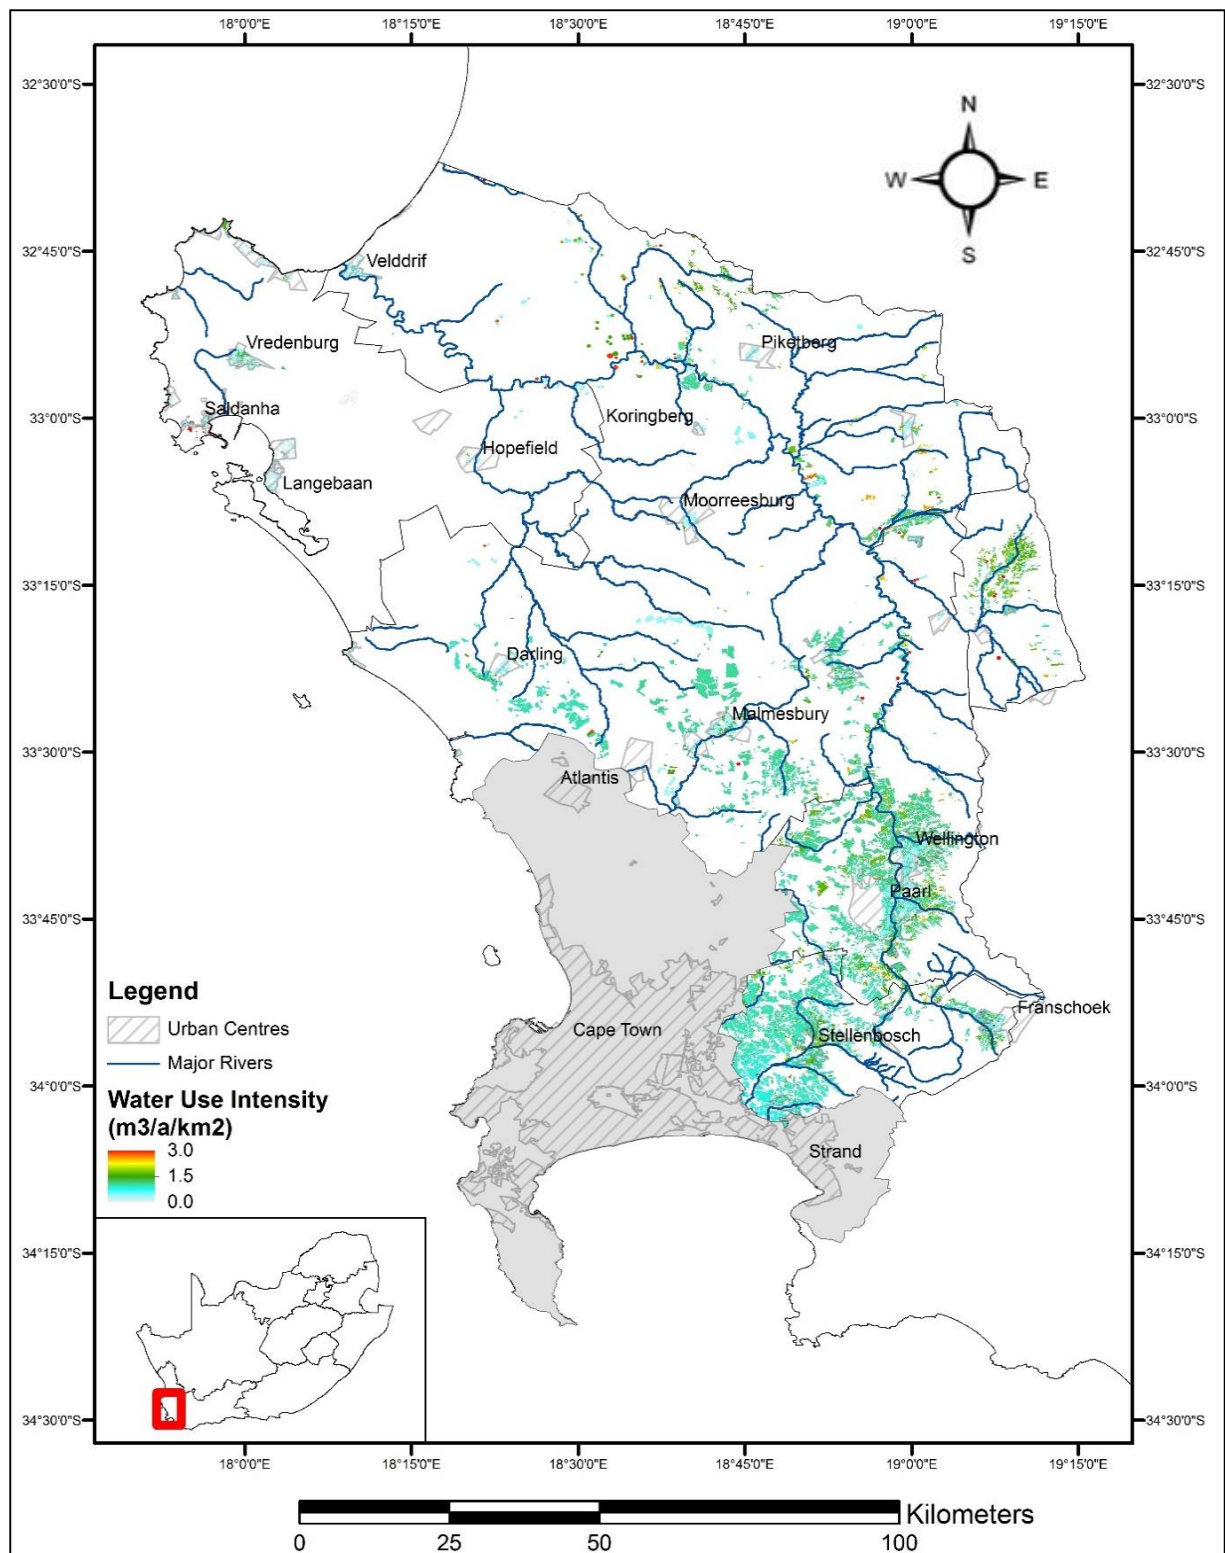 18°0'0"E
18°15'0"E
18°30'0"E
18°45'0"E
19°0'0"E
19°15'0"E
32°30'0"S
32°30'0"S
N
W
E
S
32°45'0"S
32°45'0"S
Velddrif
Vredenburg
Piketberg
33°0'0"S
33°0'0"S
Saldanha
Koringberg
Hopefield
Langebaan
Moorreesburg
33°15'0"S
33°15'0"S
Darling
Malmesbury
33°30'0"S
33°30'0"S
Atlantis
Wellington
Paarl
33°45'0"S
33°45'0"S
Legend
Urban Centres
Major Rivers
Water Use Intensity
(m3/a/km2)
3.0
1.5
0.0
Franschoek
Cape Town
Stellenbosch
34°0'0"S
34°0'0"S
Strand
34°15'0"S
34°15'0"S
34°30'0"S
34°30'0"S
18°0'0"E
18°15'0"E
18°30'0"E
18°45'0"E
19°0'0"E
19°15'0"E
Kilometers
0
25
50
100